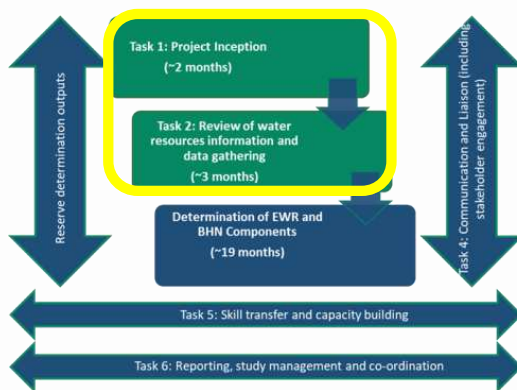 Task 1: Project Inception
(~2 months)
Task 2: Review of water
resources information and
data gathering
(~3 months)
Determination of EWR and
BHN Components
(~19 months)
Reserve determination outputs
Task 4: Communication and Liaison (including
stakeholder engagement)
Task 5: Skill transfer and capacity building
Task 6: Reporting, study management and co-ordination